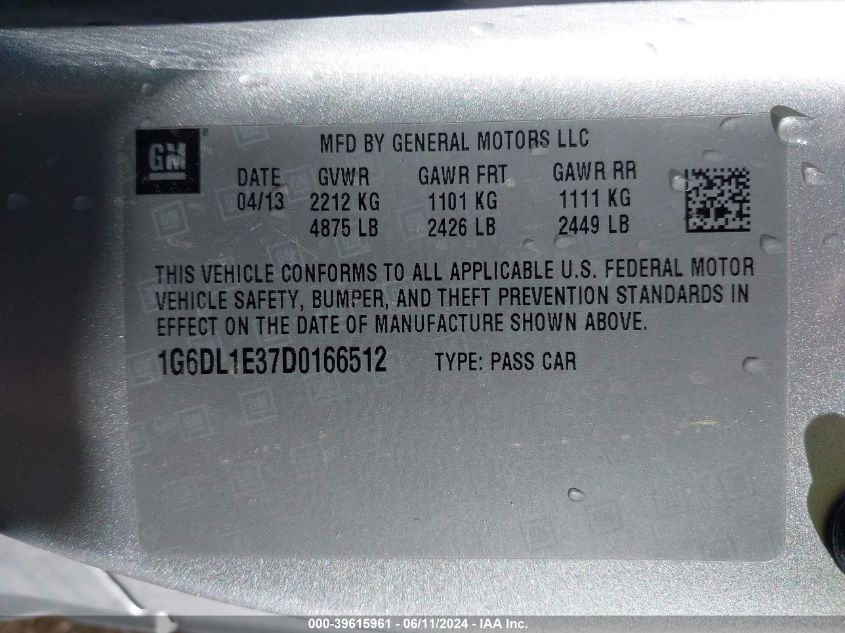 GM ®
MFD BY GENERAL MOTORS LLC
DATE GVWR GAWR FRT GAWR RR
04/13 2212 KG 1101 KG 1111 KG
4875 LB 2426 LB 2449 LB
THIS VEHICLE CONFORMS TO ALL APPLICABLE U.S. FEDERAL MOTOR
VEHICLE SAFETY, BUMPER, AND THEFT PREVENTION STANDARDS IN
EFFECT ON THE DATE OF MANUFACTURE SHOWN ABOVE.
1G6DL1E37D0166512 TYPE: PASS CAR
000-39615961 - 06/11/2024 - IAA Inc.